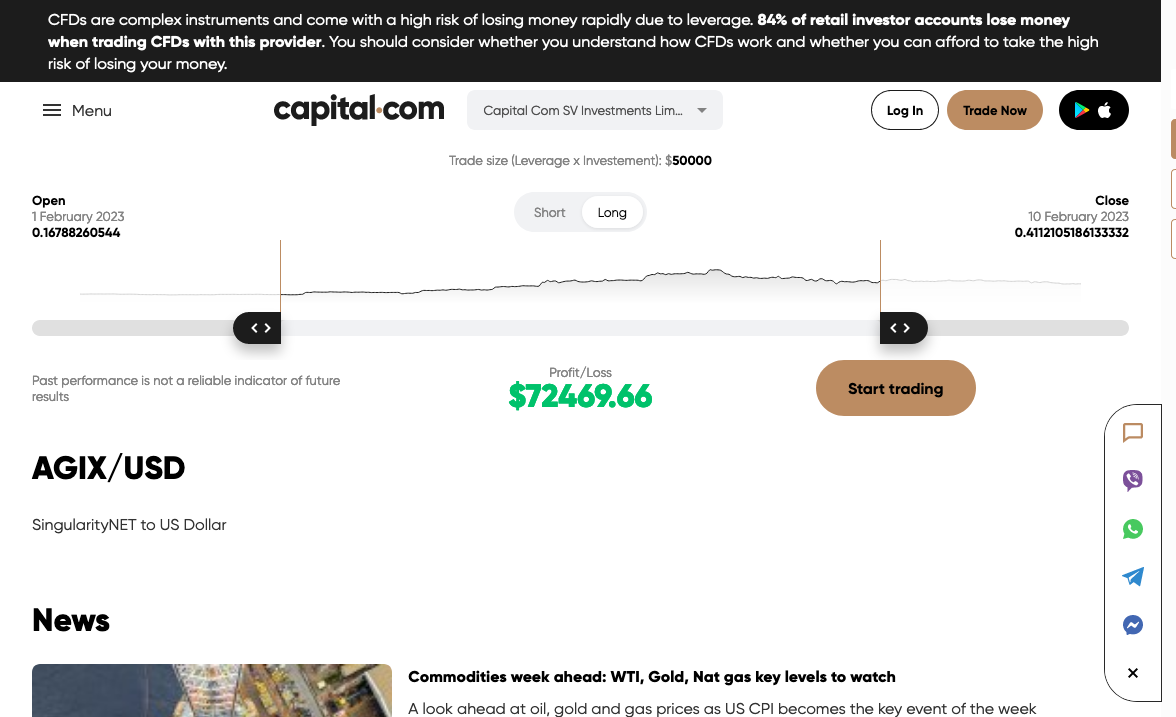 CFDs are complex instruments and come with a high risk of losing money rapidly due to leverage. 84% of retail investor accounts lose money
when trading CFDs with this provider. You should consider whether you understand how CFDs work and whether you can afford to take the high
risk of losing your money.
Menu
capital.com
Capital Com SV Investments Lim...
Log In
Trade Now
Trade size (Leverage x Investement): $50000
Open
1 February 2023
0.16788260544
Short
Long
Close
10 February 2023
0.4112105186133332
Past performance is not a reliable indicator of future
results
Profit/Loss
$72469.66
Start trading
AGIX/USD
SingularityNET to US Dollar
News
Commodities week ahead: WTI, Gold, Nat gas key levels to watch
A look ahead at oil, gold and gas prices as US CPI becomes the key event of the week